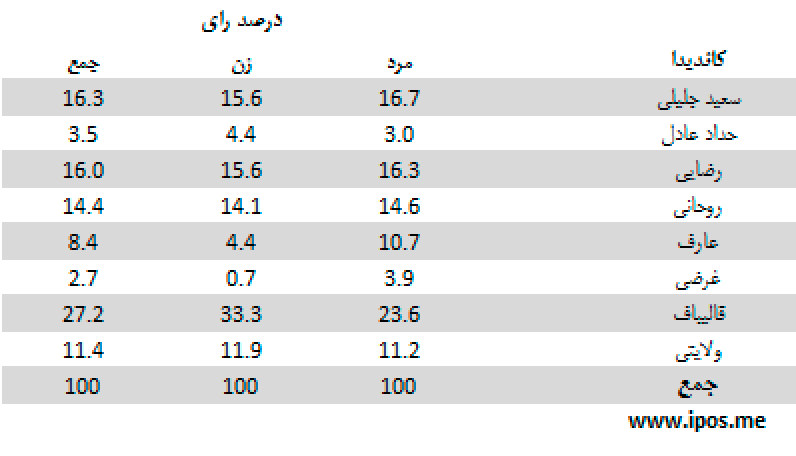 درصد رای
کاندیدا مرد زن جمع
سعید جلیلی 16.7 15.6 16.3
حداد عادل 3.0 4.4 3.5
رضایی 16.3 15.6 16.0
روحانی 14.6 14.1 14.4
عارف 10.7 4.4 8.4
غرضی 3.9 0.7 2.7
قالیباف 23.6 33.3 27.2
ولایتی 11.2 11.9 11.4
جمع 100 100 100
www.ipos.me